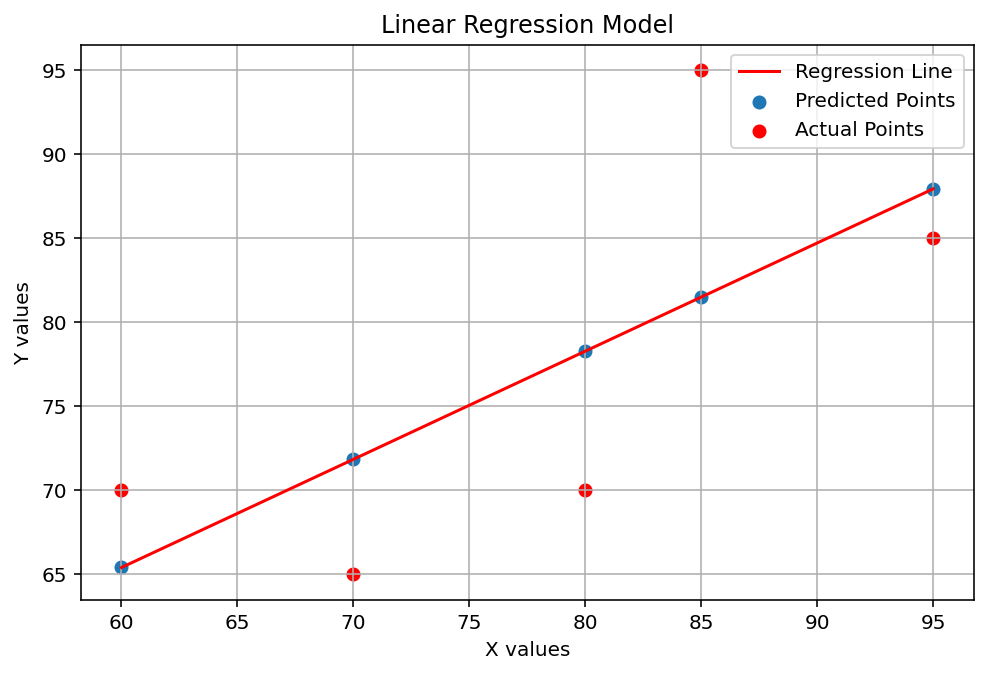 Linear Regression Model
Regression Line
Predicted Points
Actual Points
95
90
85
80
75
70
65
Y values
60 65 70 75 80 85 90 95
X values